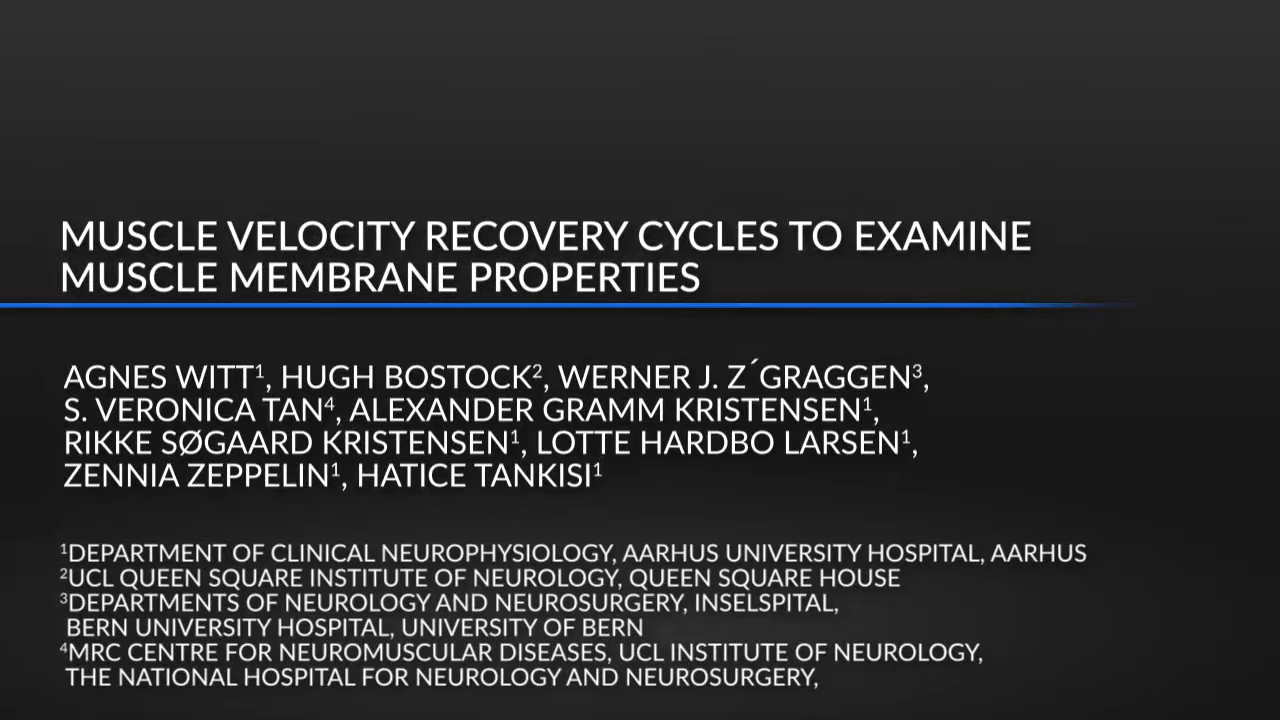 MUSCLE VELOCITY RECOVERY CYCLES TO EXAMINE
MUSCLE MEMBRANE PROPERTIES
AGNES WITT¹, HUGH BOSTOCK², WERNER J. Z´GRAGGEN³,
S. VERONICA TAN⁴, ALEXANDER GRAMM KRISTENSEN¹,
RIKKE SØGAARD KRISTENSEN¹, LOTTE HARDBO LARSEN¹,
ZENNIA ZEPPELIN¹, HATICE TANKISI¹
¹DEPARTMENT OF CLINICAL NEUROPHYSIOLOGY, AARHUS UNIVERSITY HOSPITAL, AARHUS
²UCL QUEEN SQUARE INSTITUTE OF NEUROLOGY, QUEEN SQUARE HOUSE
³DEPARTMENTS OF NEUROLOGY AND NEUROSURGERY, INSELSPITAL,
BERN UNIVERSITY HOSPITAL, UNIVERSITY OF BERN
⁴MRC CENTRE FOR NEUROMUSCULAR DISEASES, UCL INSTITUTE OF NEUROLOGY,
THE NATIONAL HOSPITAL FOR NEUROLOGY AND NEUROSURGERY,